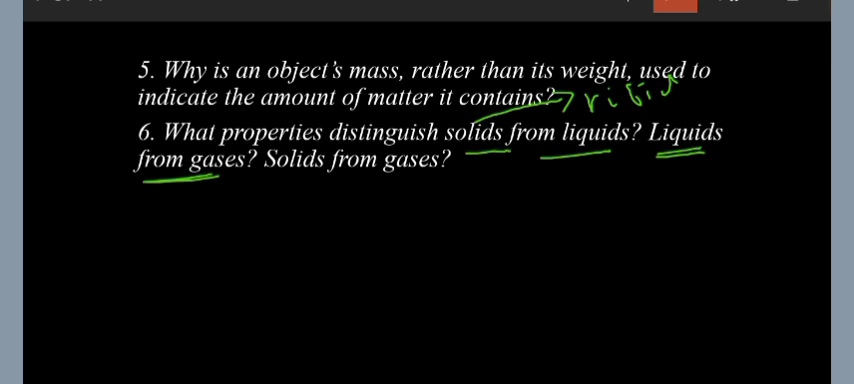 5. Why is an object's mass, rather than its weight, used to
indicate the amount of matter it contains?
rigid
6. What properties distinguish solids from liquids? Liquids
from gases? Solids from gases?